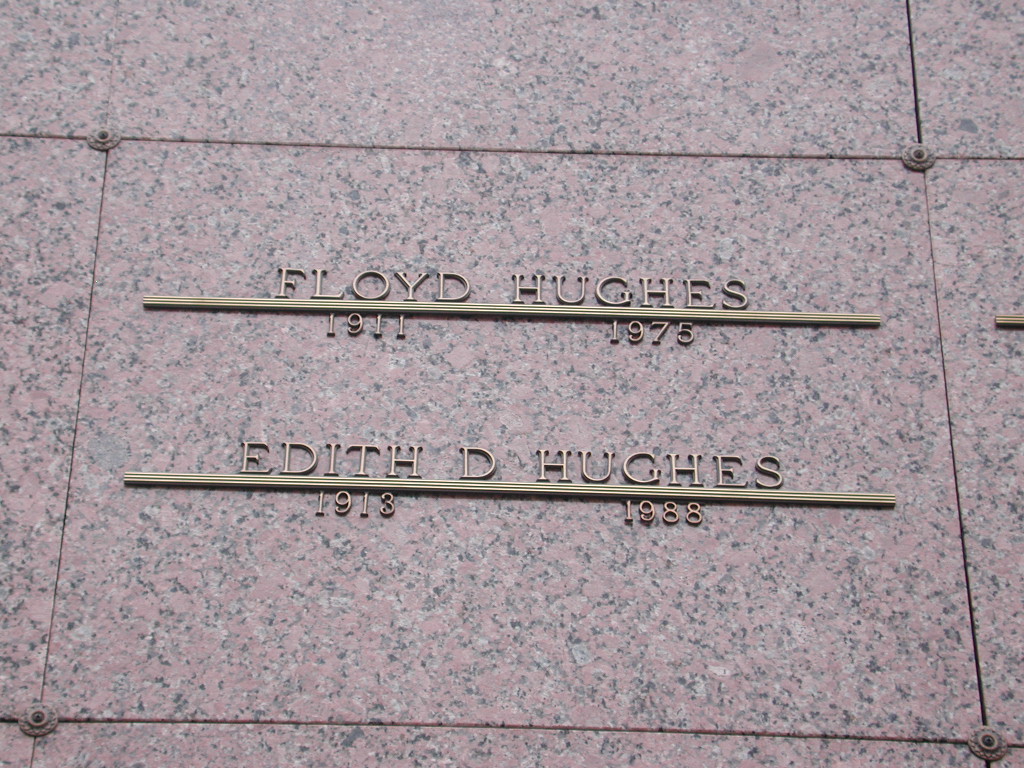 FLOYD HUGHES
1911 1975
EDITH D HUGHES
1913 1988